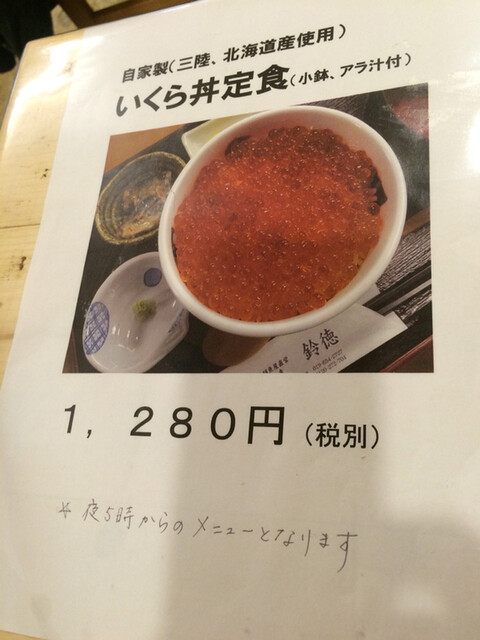 自家製(三陸、北海道産使用)
いくら丼定食(小鉢、アラ汁付)
鈴徳
1,280円(税別)
* 夜5時からのメニューとなります